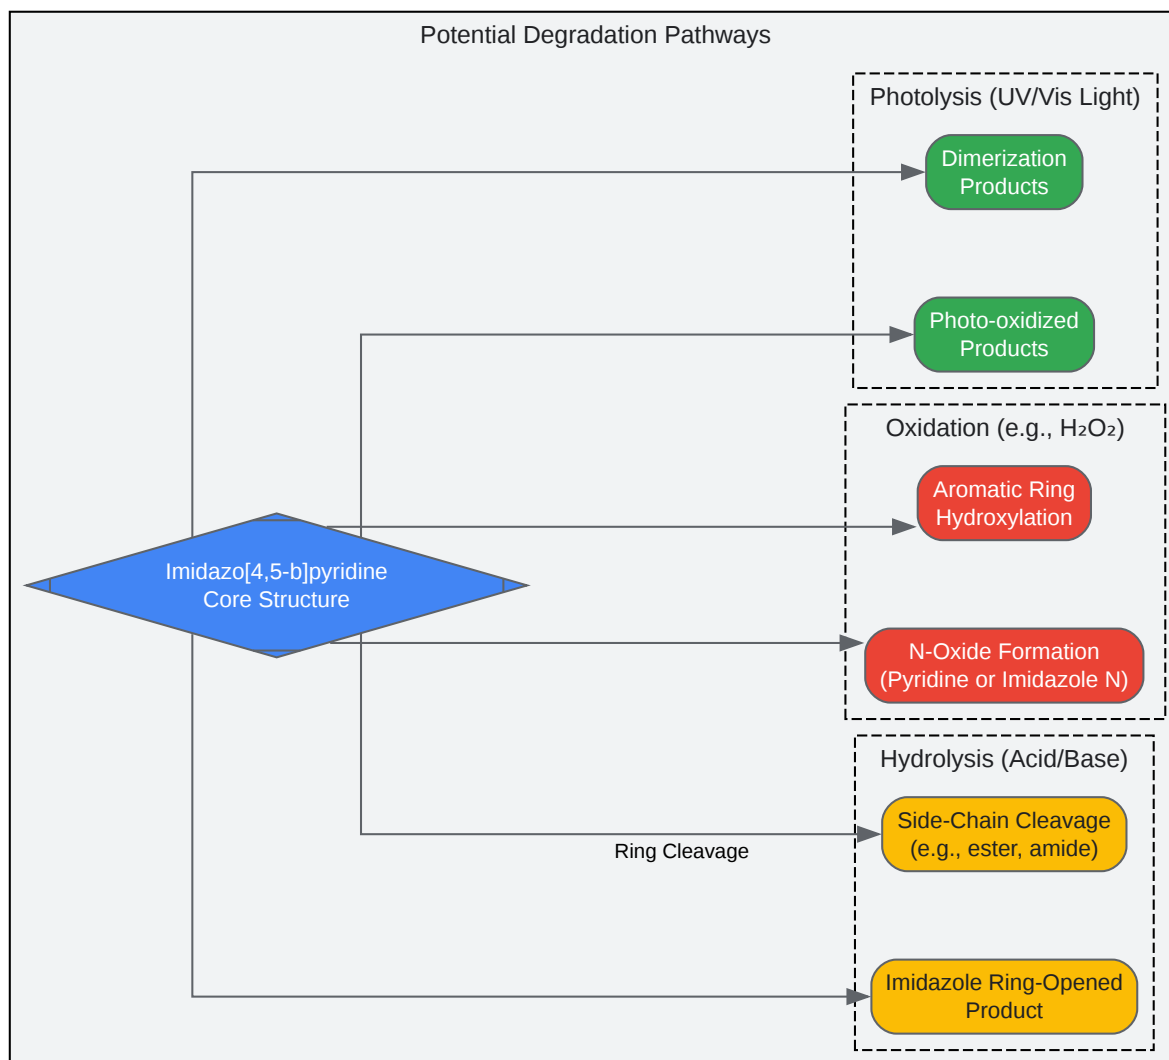 Potential Degradation Pathways
Photolysis (UV/Vis Light)
Dimerization
Products
Photo-oxidized
Products
Oxidation (e.g., H₂O₂)
Aromatic Ring
Hydroxylation
Imidazo[4,5-b]pyridine
Core Structure
N-Oxide Formation
(Pyridine or Imidazole N)
Hydrolysis (Acid/Base)
Side-Chain Cleavage
(e.g., ester, amide)
Ring Cleavage
Imidazole Ring-Opened
Product